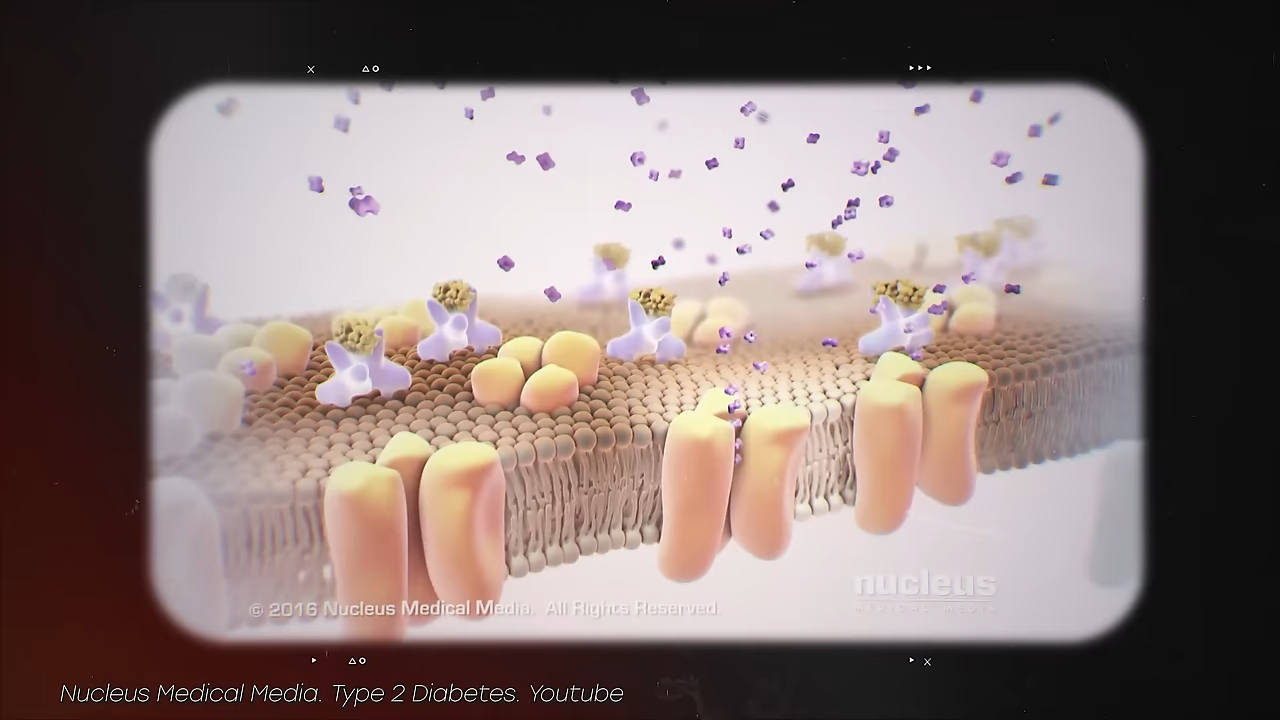 © 2016 Nucleus Medical Media. All Rights Reserved.
nucleus
MEDICAL MEDIA
Nucleus Medical Media. Type 2 Diabetes. Youtube